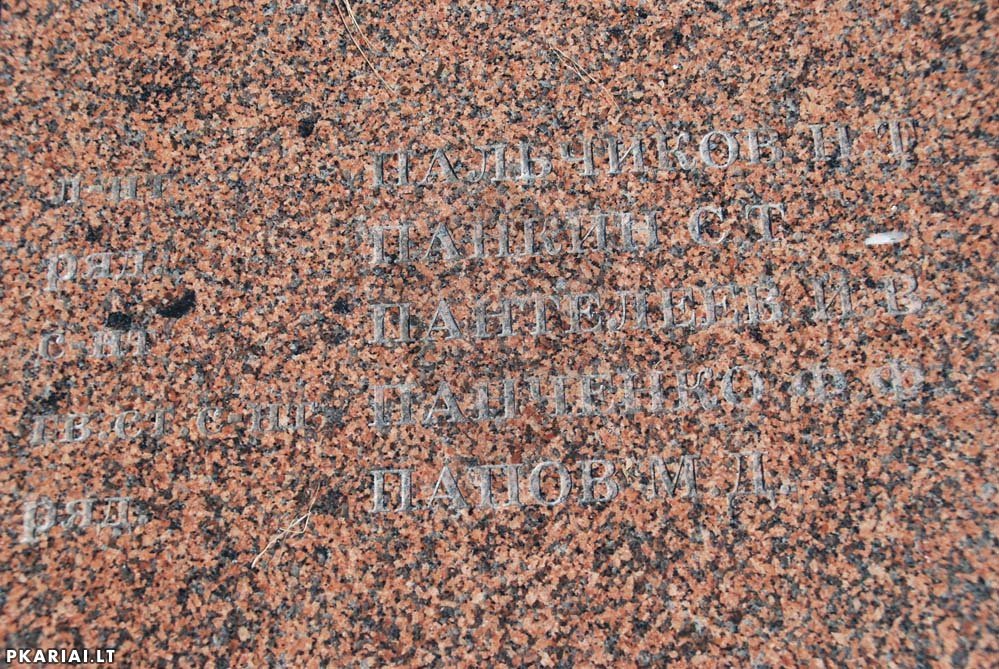 л-нт ПАЛЬЧИКОВ П.Т.
ряд. ПАНКИН С.Т.
с-нт ПАНТЕЛЕЕВ И.В.
гв.ст.с-нт ПАНЧЕНКО Ф.Ф.
ряд. ПАПОВ М.Д.
PKARIAI.LT